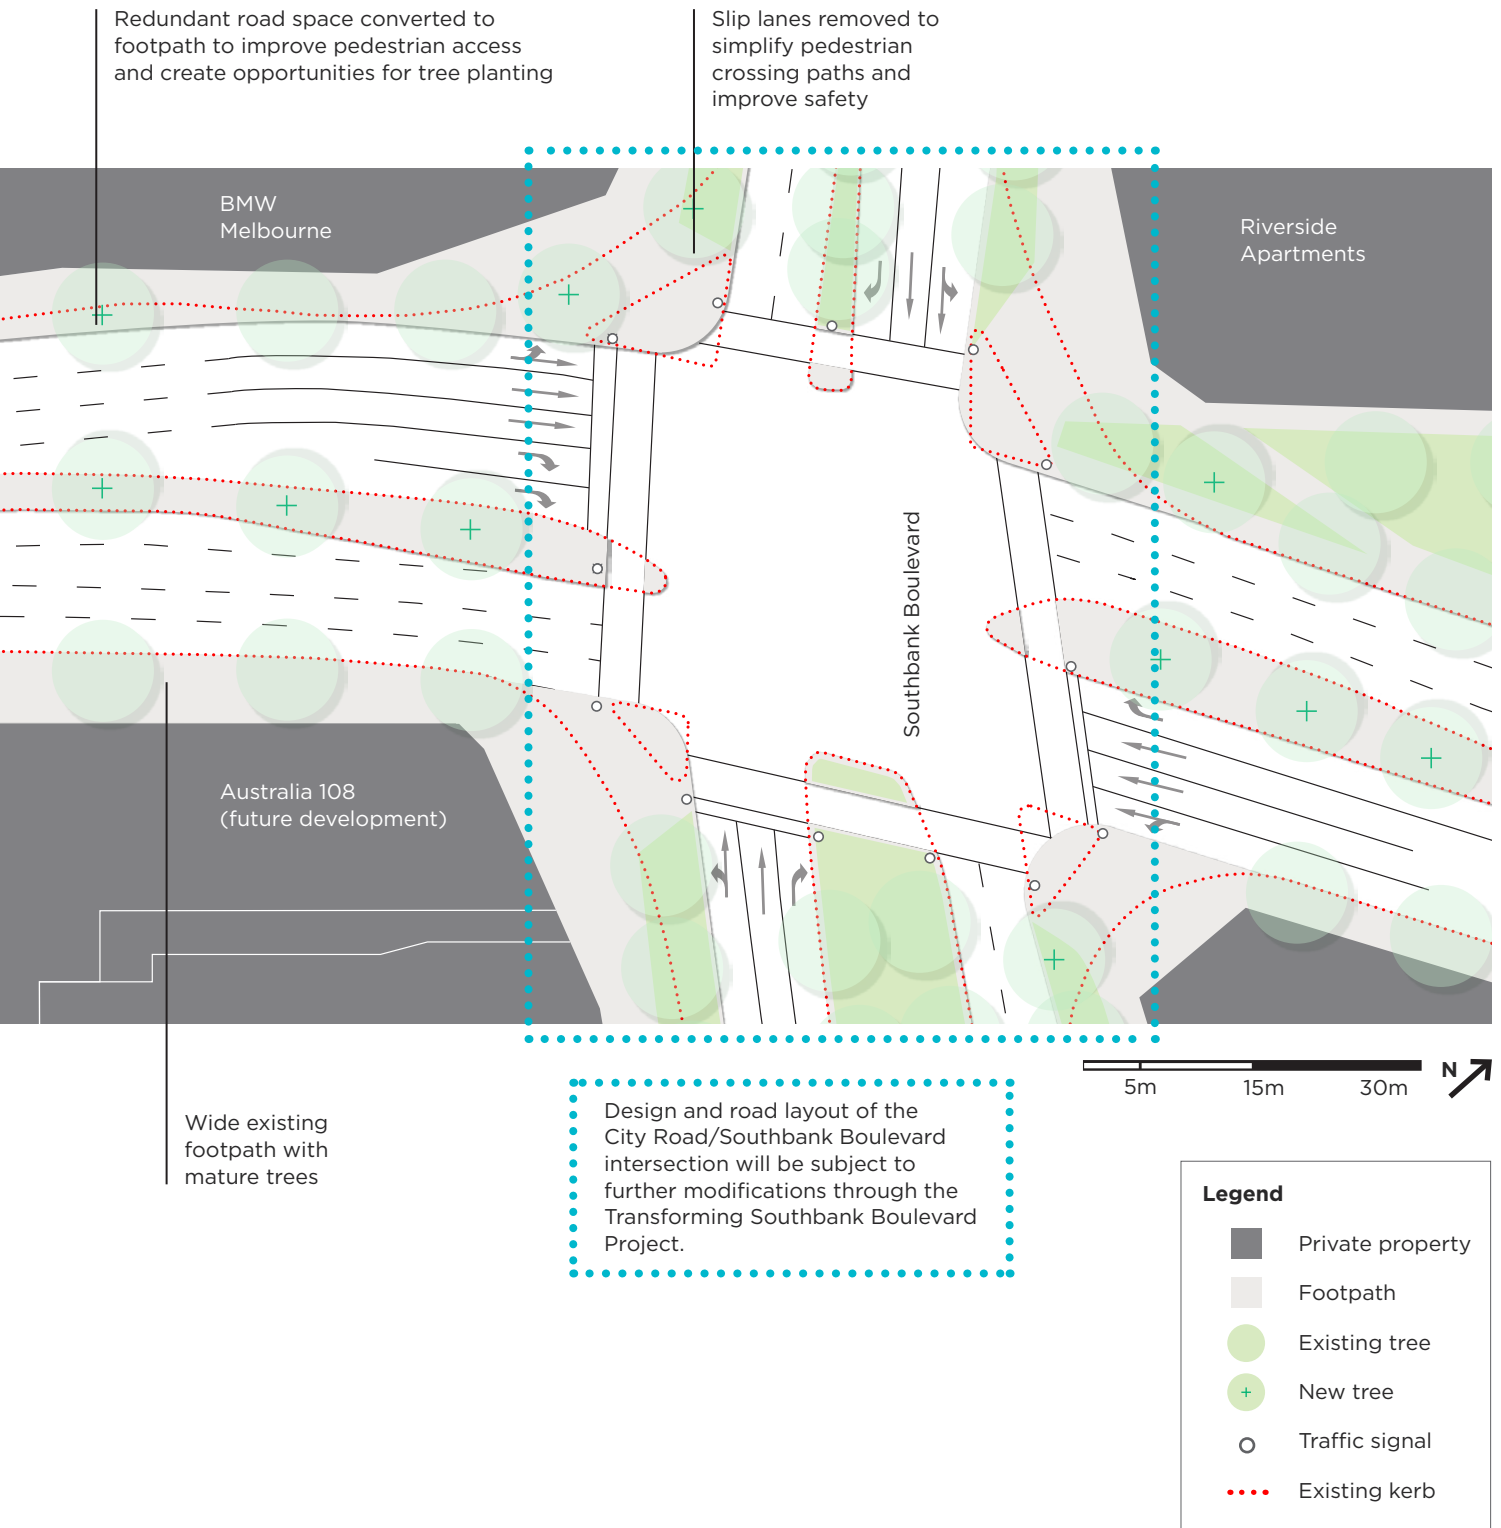 Redundant road space converted to
footpath to improve pedestrian access
and create opportunities for tree planting
Slip lanes removed to
simplify pedestrian
crossing paths and
improve safety
BMW
Melbourne
Riverside
Apartments
Southbank Boulevard
Australia 108
(future development)
Wide existing
footpath with
mature trees
Design and road layout of the
City Road/Southbank Boulevard
intersection will be subject to
further modifications through the
Transforming Southbank Boulevard
Project.
5m 15m 30m
N
Legend
Private property
Footpath
Existing tree
New tree
Traffic signal
Existing kerb